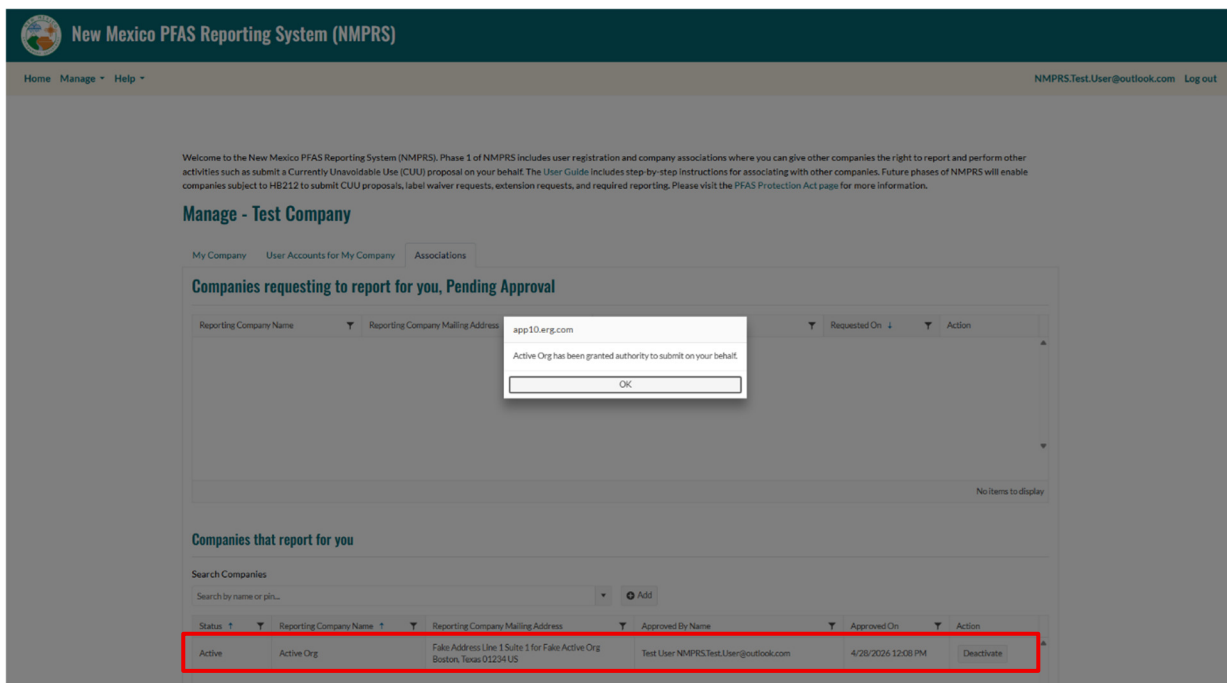 New Mexico PFAS Reporting System (NMPRS)
Home Manage Help NMPRS.Test.User@outlook.com Log out
Welcome to the New Mexico PFAS Reporting System (NMPRS). Phase 1 of NMPRS includes user registration and company associations where you can give other companies the right to report and perform other
activities such as submit a Currently Unavoidable Use (CUU) proposal on your behalf. The User Guide includes step-by-step instructions for associating with other companies. Future phases of NMPRS will enable
companies subject to HB212 to submit CUU proposals, label waiver requests, extension requests, and required reporting. Please visit the PFAS Protection Act page for more information.
Manage - Test Company
My Company User Accounts for My Company Associations
Companies requesting to report for you, Pending Approval
Reporting Company Name Reporting Company Mailing Address Requested On ↓ Action
app10.erg.com
Active Org has been granted authority to submit on your behalf.
OK
No items to display
Companies that report for you
Search Companies
Search by name or pin... Add
Status ↑ Reporting Company Name ↑ Reporting Company Mailing Address Approved By Name Approved On Action
Active Active Org Fake Address Line 1 Suite 1 for Fake Active Org Test User NMPRS.Test.User@outlook.com 4/28/2026 12:08 PM Deactivate
Boston, Texas 01234 US